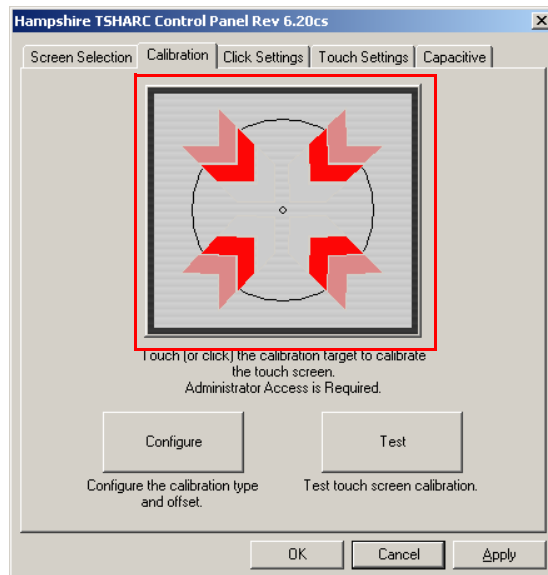 Hampshire TSHARC Control Panel Rev 6.20cs
Screen Selection Calibration Click Settings Touch Settings Capacitive
Touch (or click) the calibration target to calibrate
the touch screen.
Administrator Access is Required.
Configure Test
Configure the calibration type Test touch screen calibration.
and offset.
OK Cancel Apply